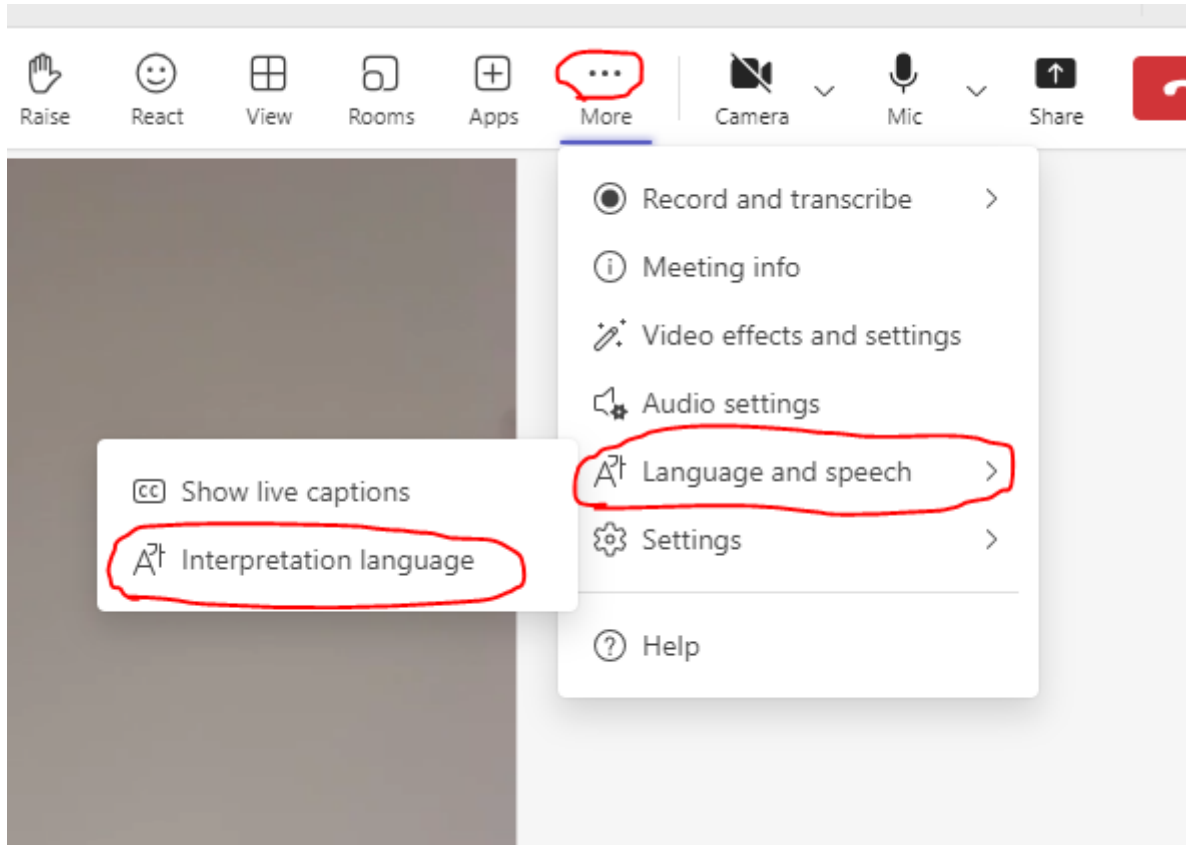 Raise React View Rooms Apps More Camera Mic Share
Record and transcribe
Meeting info
Video effects and settings
Audio settings
Language and speech
Settings
Help
CC Show live captions
Interpretation language